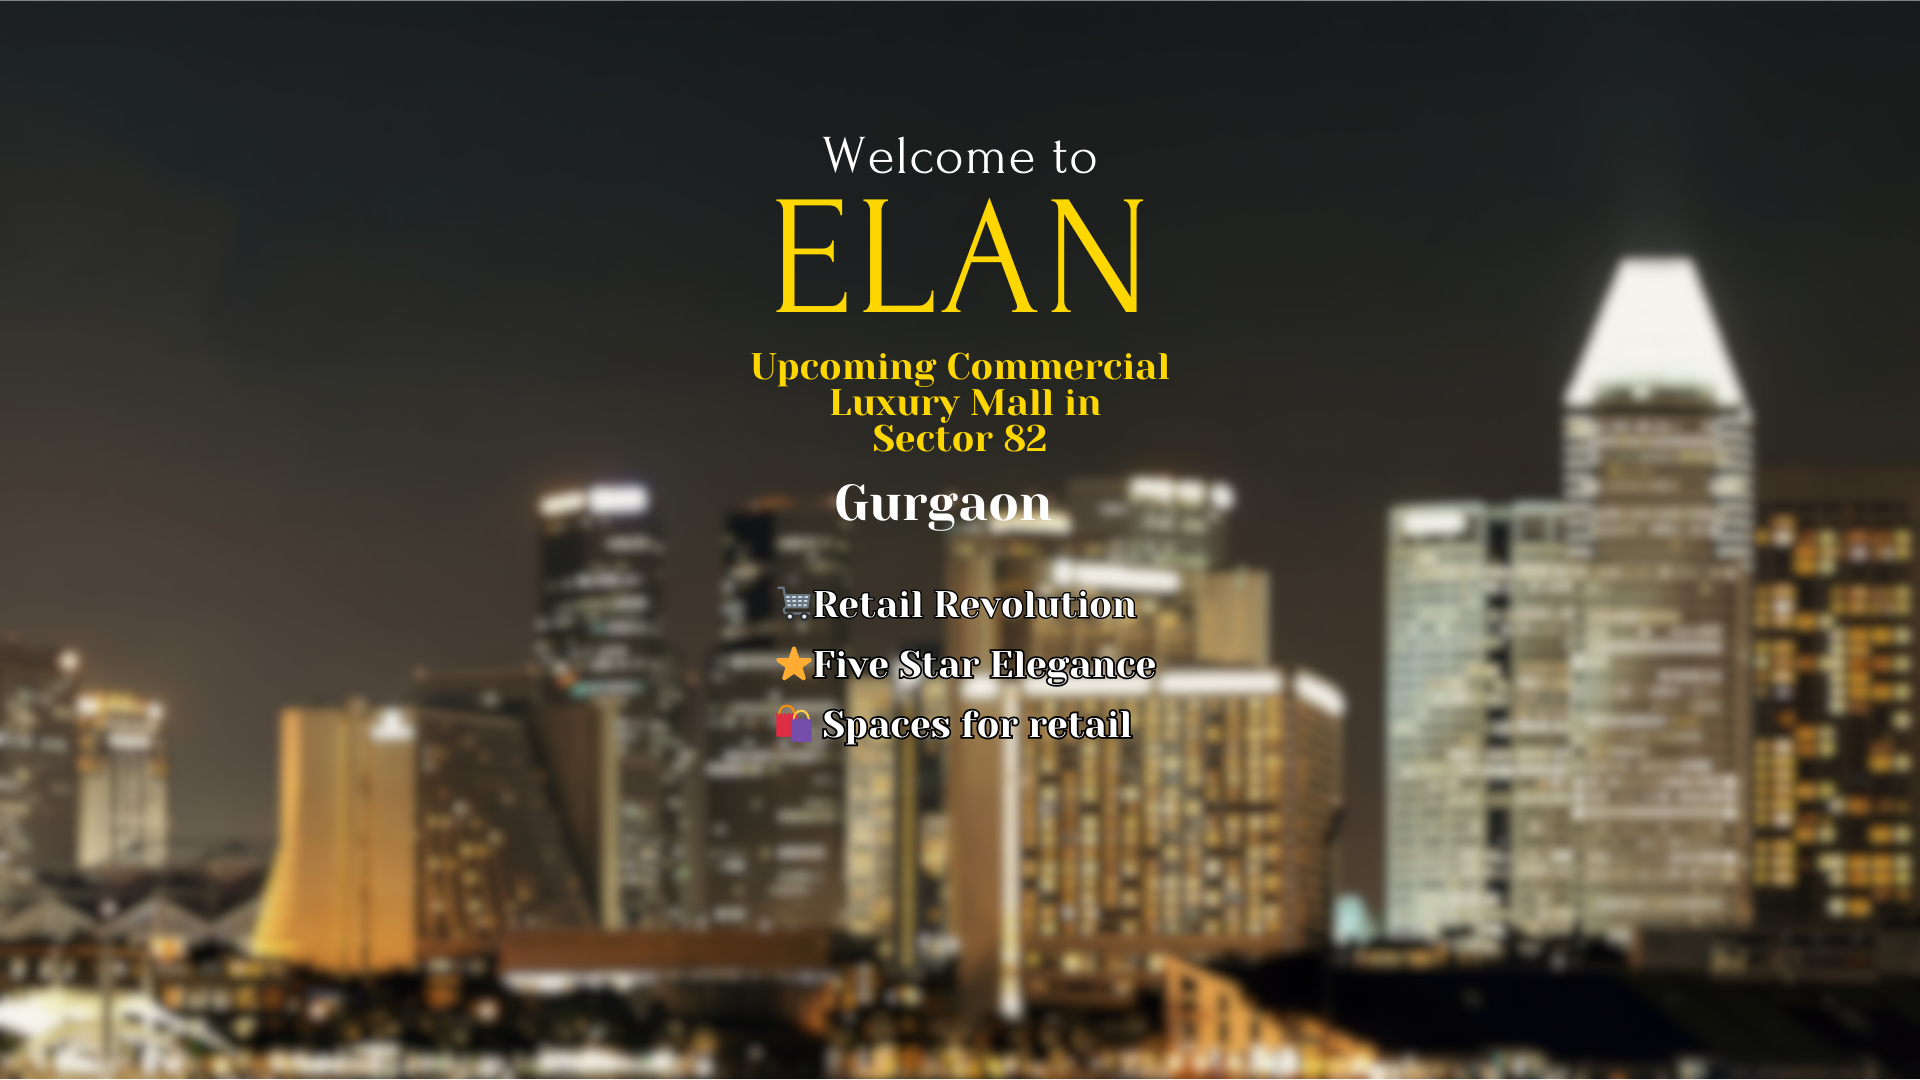 Welcome to
ELAN
Upcoming Commercial
Luxury Mall in
Sector 82
Gurgaon
🛒Retail Revolution
⭐Five Star Elegance
🛍️ Spaces for retail